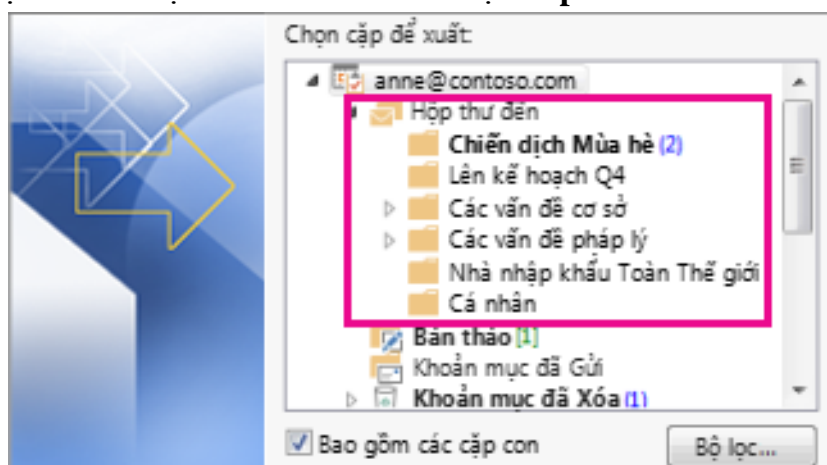 Chọn cặp để xuất:
anne@contoso.com
Hộp thư đến
Chiến dịch Mùa hè (2)
Lên kế hoạch Q4
Các vấn đề cơ sở
Các vấn đề pháp lý
Nhà nhập khẩu Toàn Thế giới
Cá nhân
Bản thảo [1]
Khoản mục đã Gửi
Khoản mục đã Xóa (1)
Bao gồm các cặp con
Bộ lọc...